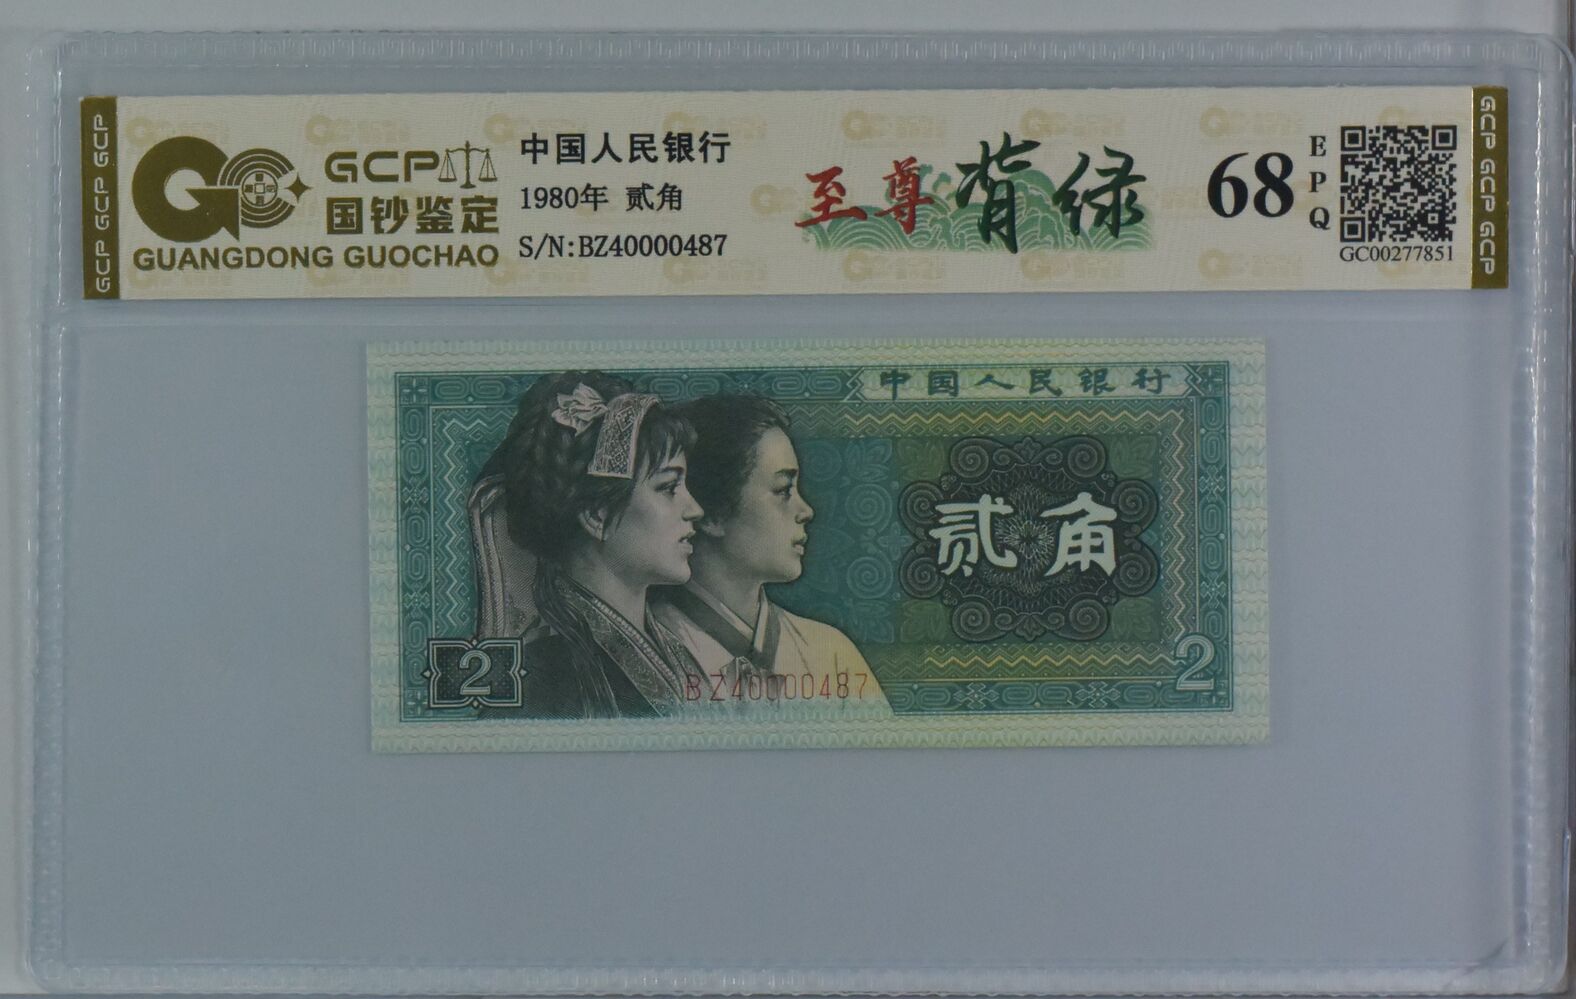 GCP GCP GCP
GCP
国钞鉴定
GUANGDONG GUOCHAO
中国人民银行
1980年 贰角
S/N:BZ40000487
至尊背绿
68
EPQ
GC00277851
GCP GCP GCP
中国人民银行
贰角
2
2
BZ40000487